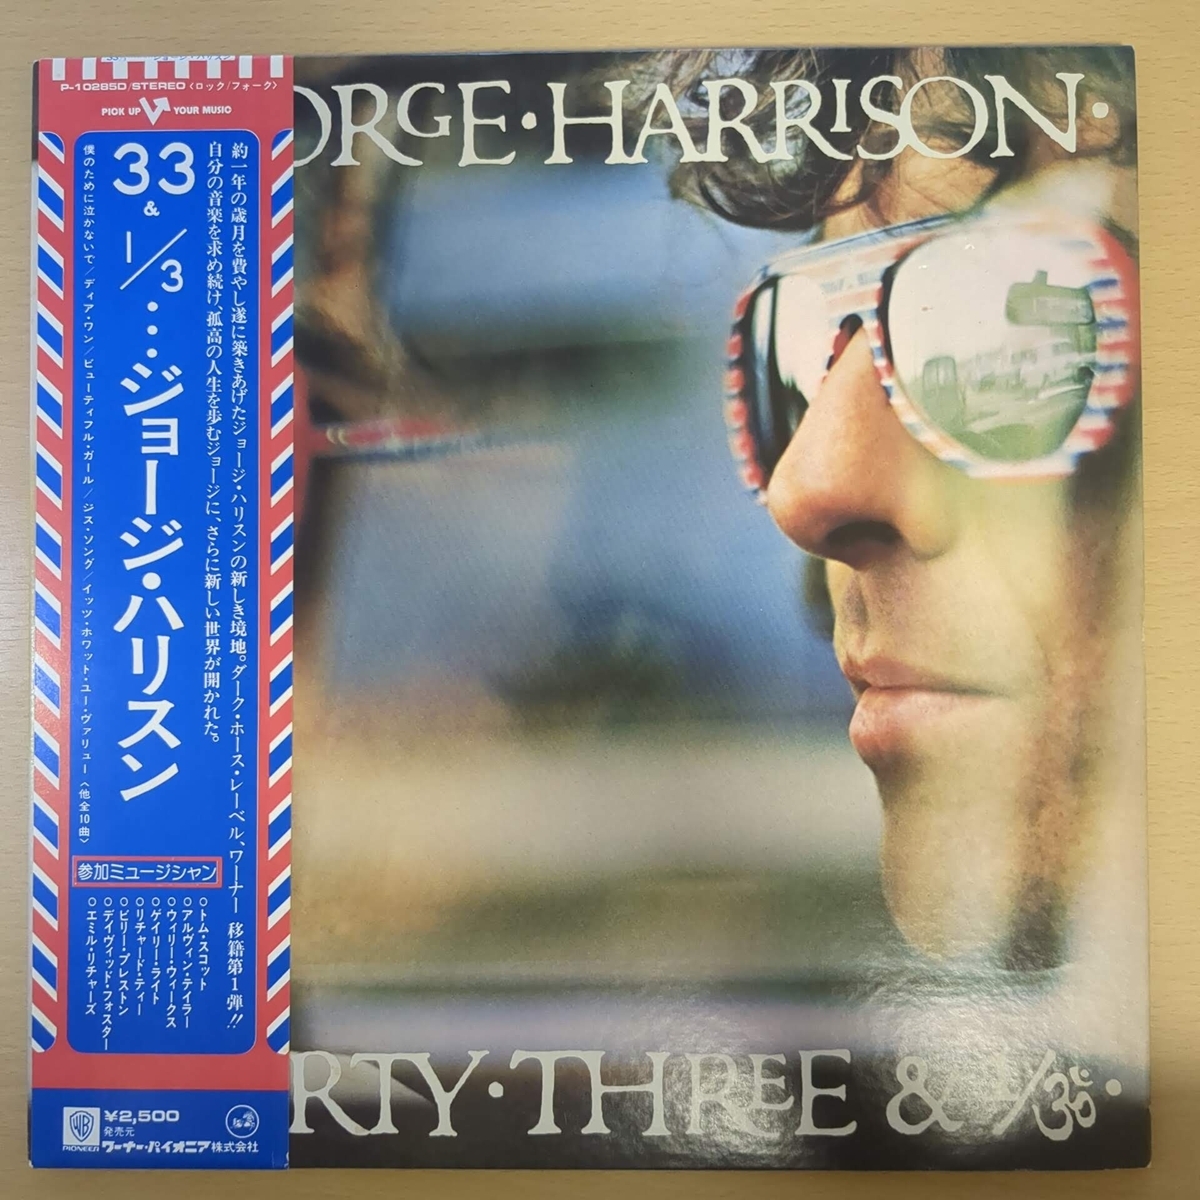 P-10285D/STEREO〈ロック/フォーク〉
PICK UP YOUR MUSIC
33 & 1/3…ジョージ・ハリスン
約一年の歳月を費やし遂に築きあげたジョージ・ハリスンの新しき境地。ダーク・ホース・レーベル、ワーナー移籍第1弾!!
自分の音楽を求め続け、孤高の人生を歩むジョージに、さらに新しい世界が開かれた。
僕のために泣かないで/ディア・ワン/ビューティフル・ガール/ジス・ソング/イッツ・ホワット・ユー・ヴァリュー〈他全10曲〉
参加ミュージシャン
○トム・スコット
○アルヴィン・テイラー
○ウィリー・ウィークス
○ゲイリー・ライト
○リチャード・ティー
○ビリー・プレストン
○デイヴィッド・フォスター
○エミル・リチャーズ
WB
PIONEER
¥2,500
発売元
ワーナー・パイオニア株式会社
ORGE・HARRISON・
RTY・THREE & 1/3ॐ・